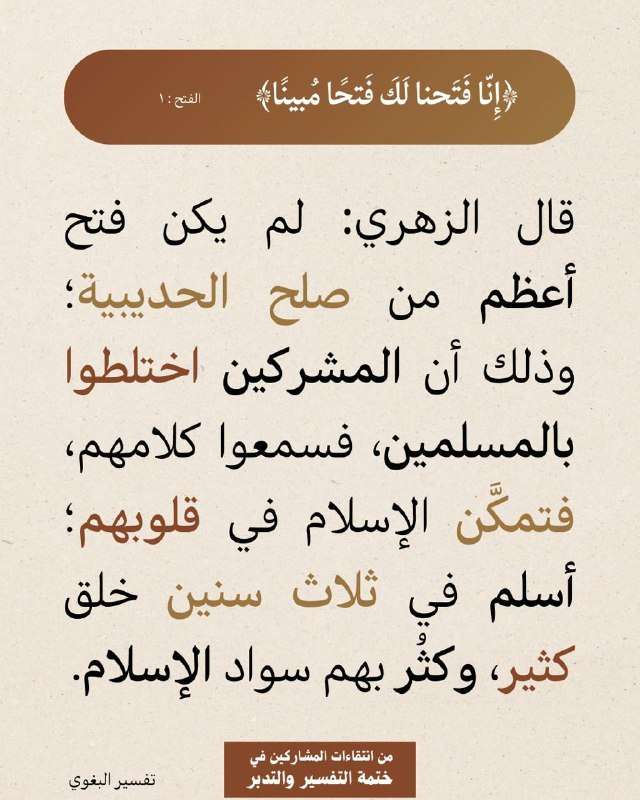 ﴿إِنّا فَتَحنا لَكَ فَتحًا مُبينًا﴾ الفتح : ١
قال الزهري: لم يكن فتح
أعظم من صلح الحديبية؛
وذلك أن المشركين اختلطوا
بالمسلمين، فسمعوا كلامهم،
فتمكَّن الإسلام في قلوبهم؛
أسلم في ثلاث سنين خلق
كثير، وكثُر بهم سواد الإسلام.
من انتقاءات المشاركين في
ختمة التفسير والتدبر
تفسير البغوي